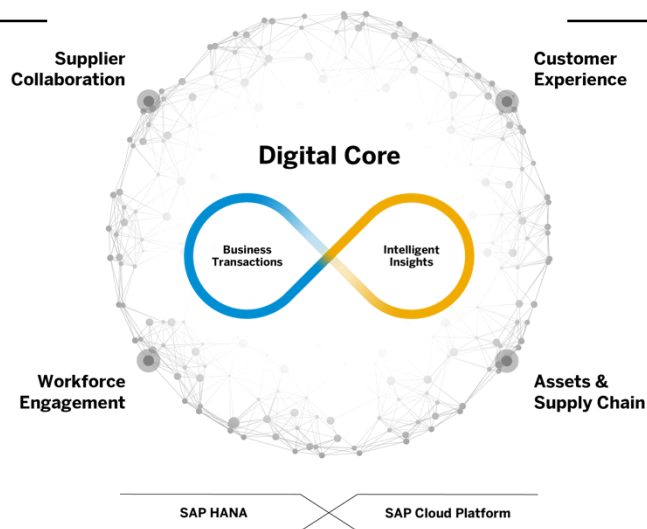 Supplier
Collaboration
Customer
Experience
Digital Core
Business
Transactions
Intelligent
Insights
Workforce
Engagement
Assets &
Supply Chain
SAP HANA
SAP Cloud Platform